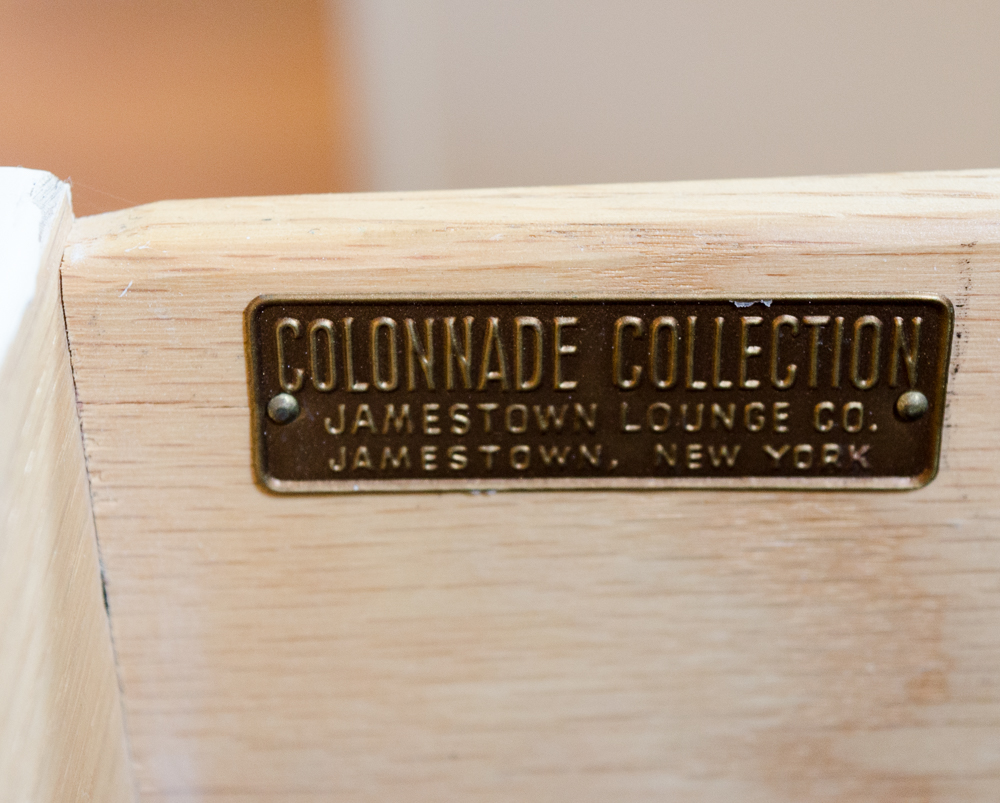 COLONNADE COLLECTION
JAMESTOWN LOUNGE CO.
JAMESTOWN, NEW YORK